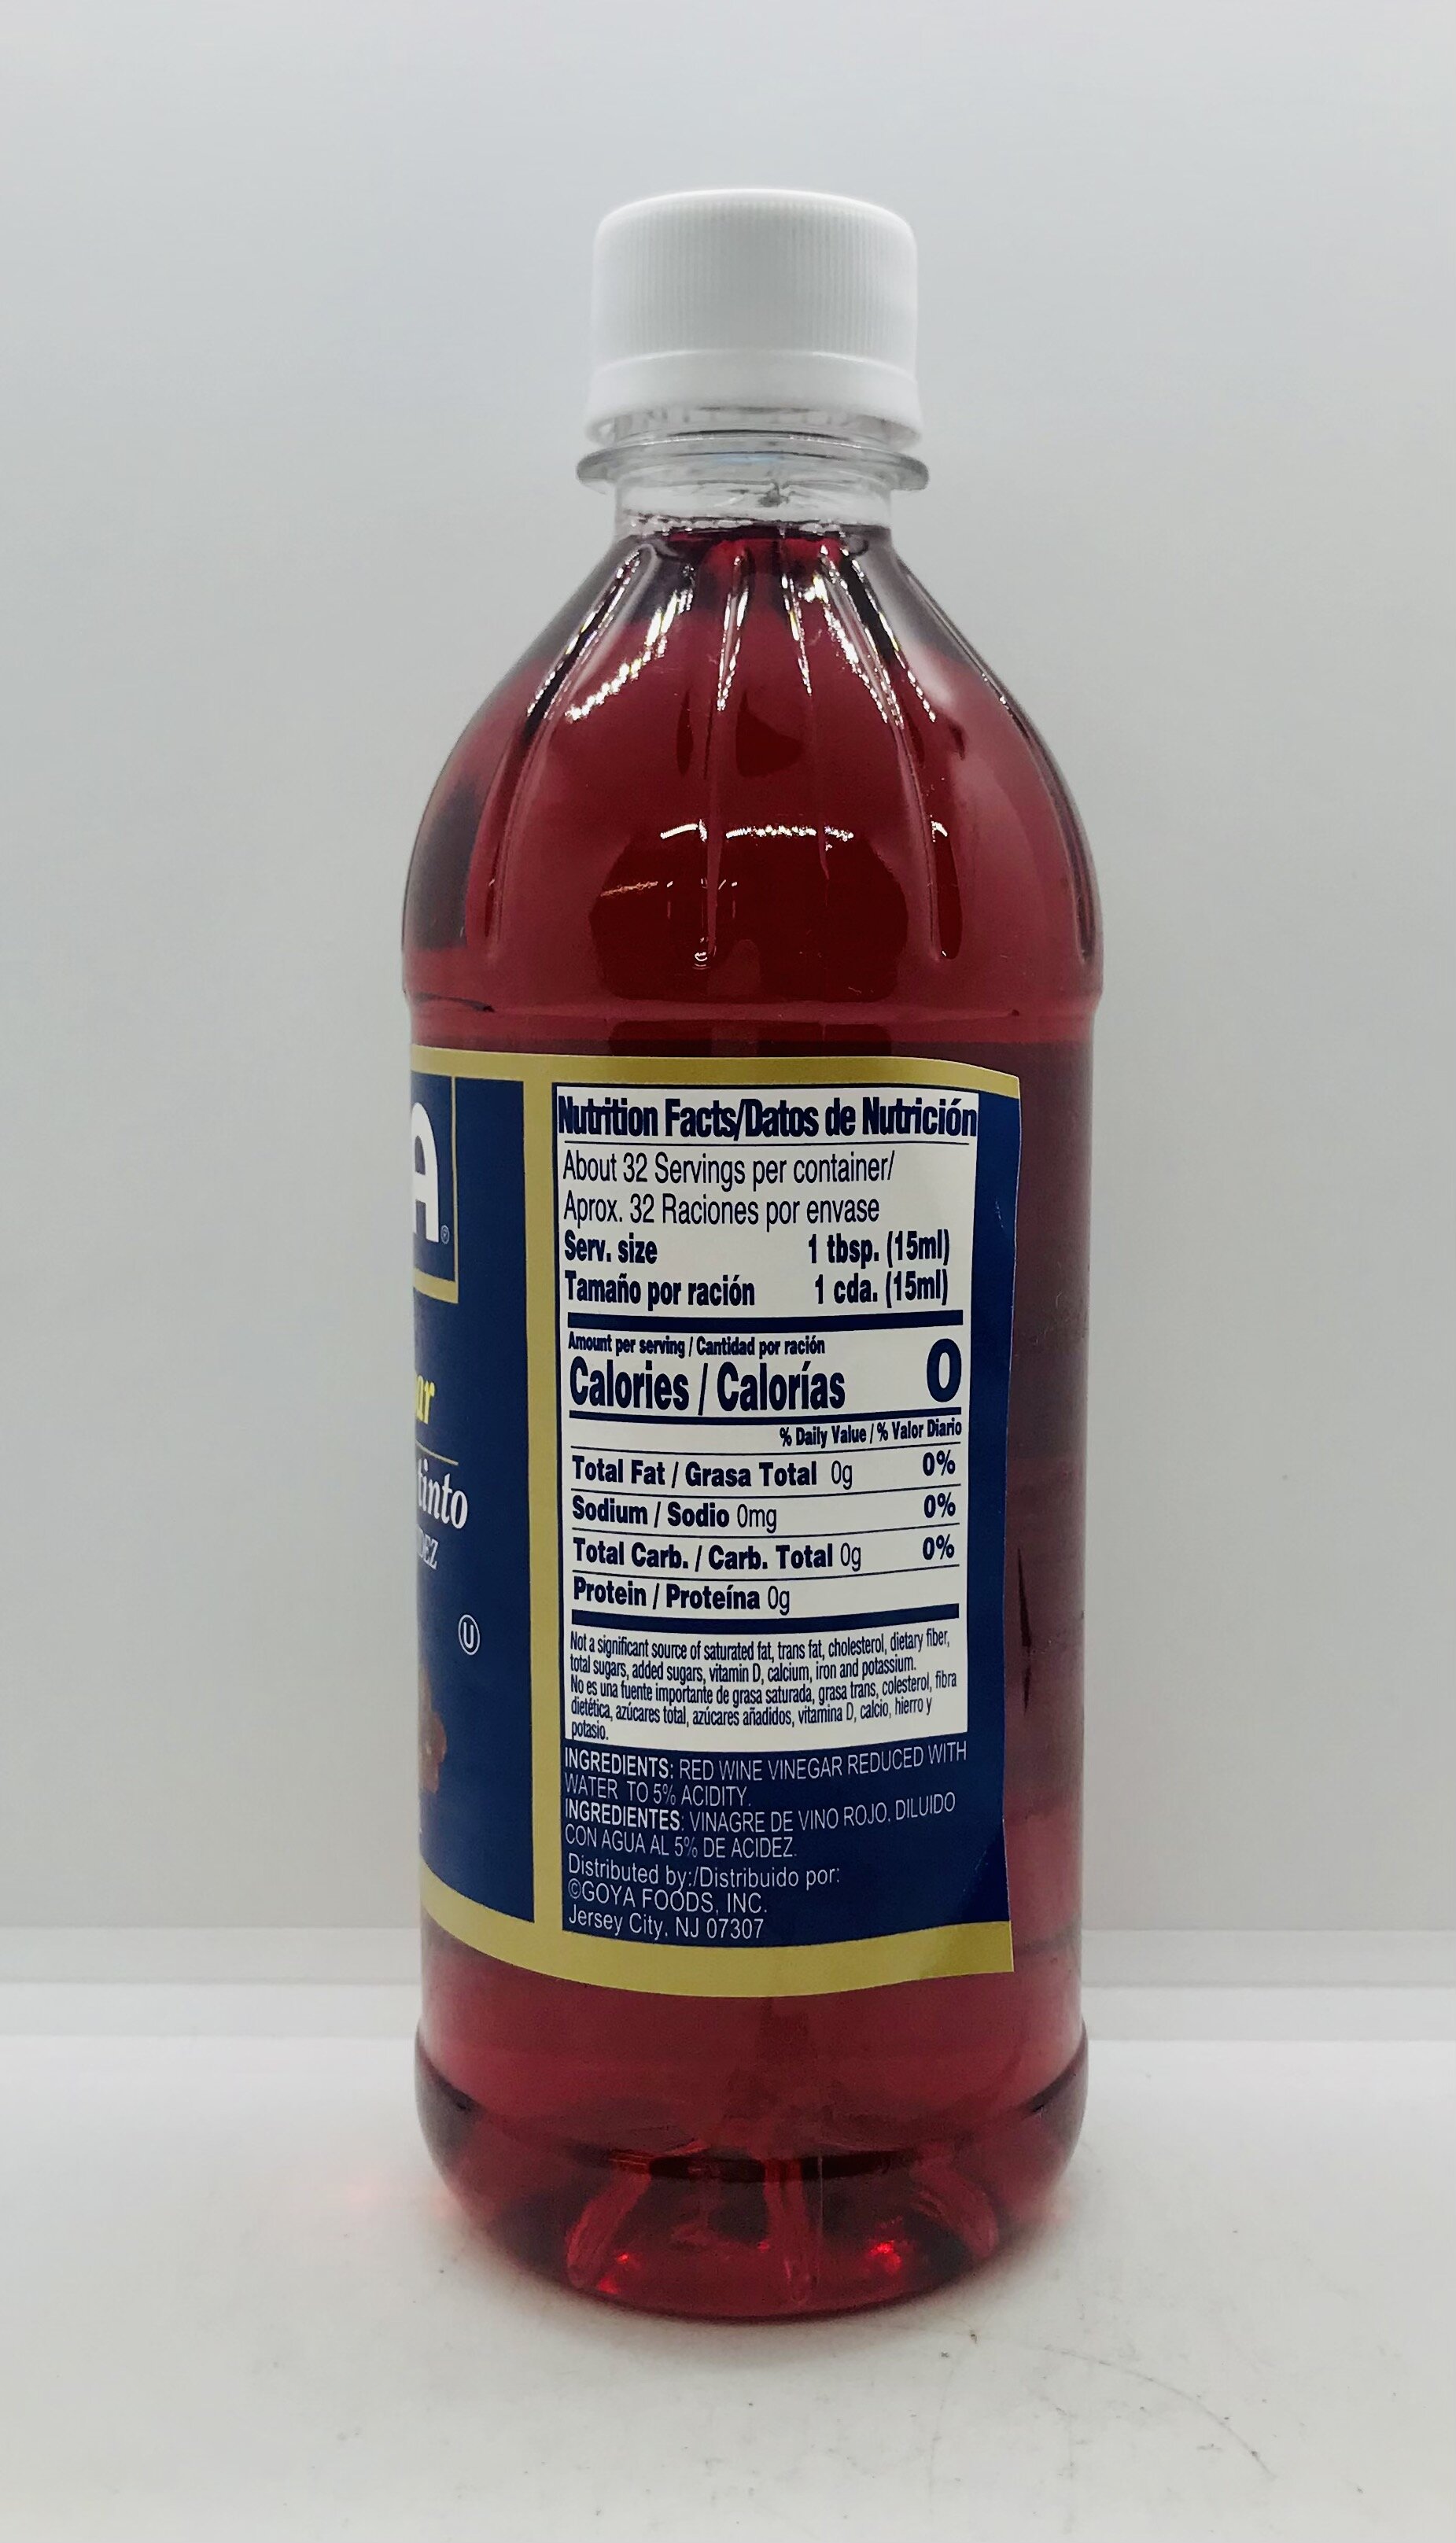 A®
tinto
U
Nutrition Facts/Datos de Nutrición
About 32 Servings per container/
Aprox. 32 Raciones por envase
Serv. size 1 tbsp. (15ml)
Tamaño por ración 1 cda. (15ml)
Amount per serving / Cantidad por ración
Calories / Calorías 0
% Daily Value / % Valor Diario
Total Fat / Grasa Total 0g 0%
Sodium / Sodio 0mg 0%
Total Carb. / Carb. Total 0g 0%
Protein / Proteína 0g
Not a significant source of saturated fat, trans fat, cholesterol, dietary fiber,
total sugars, added sugars, vitamin D, calcium, iron and potassium.
No es una fuente importante de grasa saturada, grasa trans, colesterol, fibra
dietética, azúcares total, azúcares añadidos, vitamina D, calcio, hierro y
potasio.
INGREDIENTS: RED WINE VINEGAR REDUCED WITH
WATER TO 5% ACIDITY.
INGREDIENTES: VINAGRE DE VINO ROJO, DILUIDO
CON AGUA AL 5% DE ACIDEZ.
Distributed by:/Distribuido por:
©GOYA FOODS, INC.
Jersey City, NJ 07307